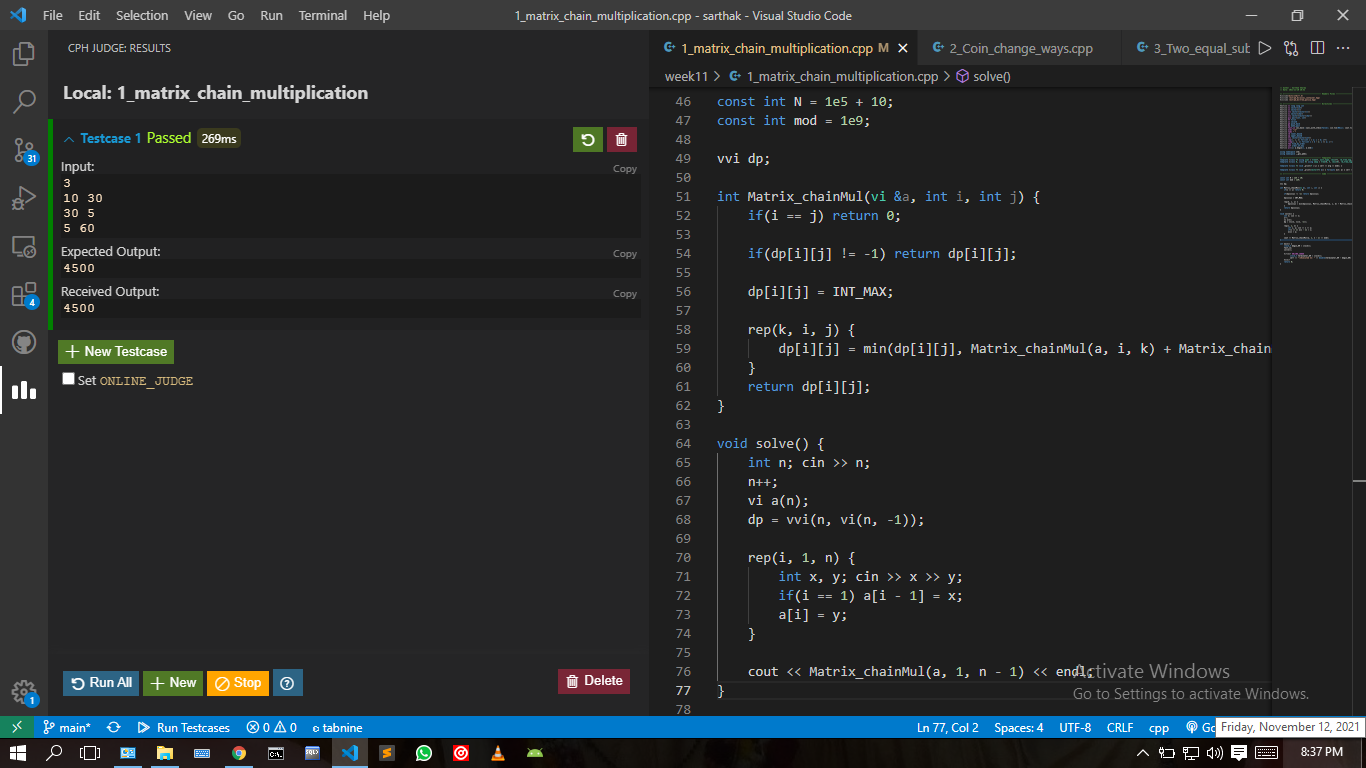 File Edit Selection View Go Run Terminal Help
1_matrix_chain_multiplication.cpp - sarthak - Visual Studio Code
CPH JUDGE: RESULTS
Local: 1_matrix_chain_multiplication
Testcase 1 Passed 269ms
Input:
Copy
3
10 30
30 5
5 60
Expected Output:
Copy
4500
Received Output:
Copy
4500
New Testcase
Set ONLINE_JUDGE
Run All
New
Stop
Delete
31
4
1
1_matrix_chain_multiplication.cpp M
2_Coin_change_ways.cpp
3_Two_equal_sub
week11 > 1_matrix_chain_multiplication.cpp > solve()
46 const int N = 1e5 + 10;
47 const int mod = 1e9;
48
49 vvi dp;
50
51 int Matrix_chainMul(vi &a, int i, int j) {
52 if(i == j) return 0;
53
54 if(dp[i][j] != -1) return dp[i][j];
55
56 dp[i][j] = INT_MAX;
57
58 rep(k, i, j) {
59 dp[i][j] = min(dp[i][j], Matrix_chainMul(a, i, k) + Matrix_chain
60 }
61 return dp[i][j];
62 }
63
64 void solve() {
65 int n; cin >> n;
66 n++;
67 vi a(n);
68 dp = vvi(n, vi(n, -1));
69
70 rep(i, 1, n) {
71 int x, y; cin >> x >> y;
72 if(i == 1) a[i - 1] = x;
73 a[i] = y;
74 }
75
76 cout << Matrix_chainMul(a, 1, n - 1) << endl;
77 }
78
Activate Windows
Go to Settings to activate Windows.
main* Run Testcases 0 0 tabnine
Ln 77, Col 2 Spaces: 4 UTF-8 CRLF cpp Go
Friday, November 12, 2021
8:37 PM